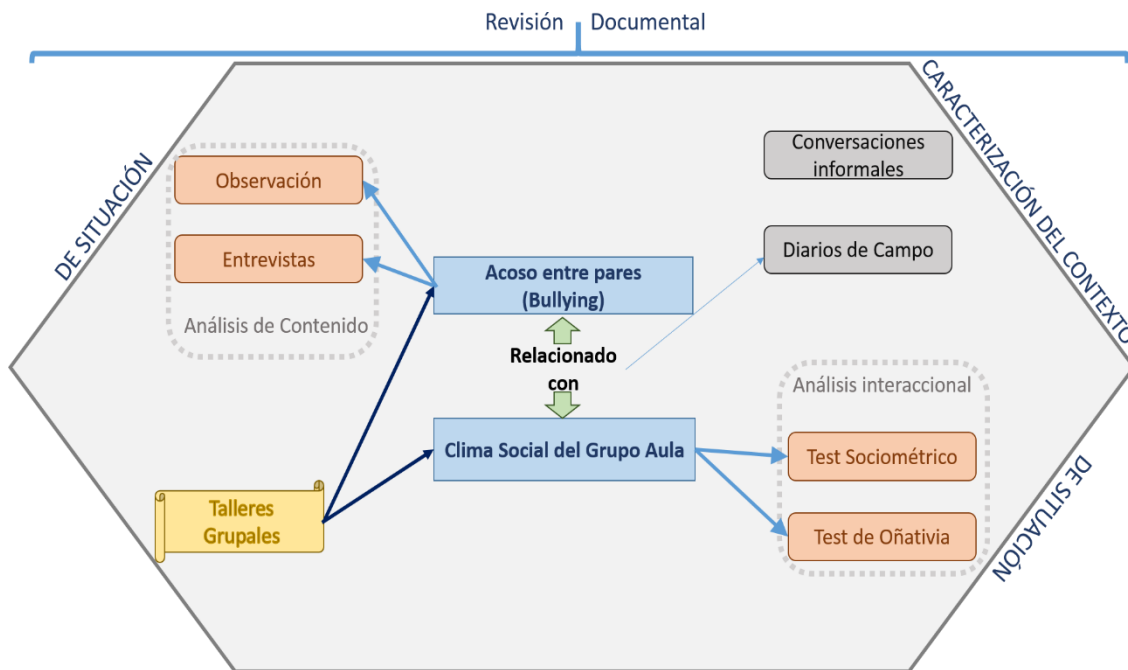 Revisión Documental
DE SITUACIÓN
CARACTERIZACIÓN DEL CONTEXTO
Observación
Entrevistas
Análisis de Contenido
Conversaciones
informales
Diarios de Campo
Acoso entre pares
(Bullying)
Relacionado
con
Clima Social del Grupo Aula
Talleres
Grupales
Análisis interaccional
Test Sociométrico
Test de Oñativia
DE SITUACIÓN